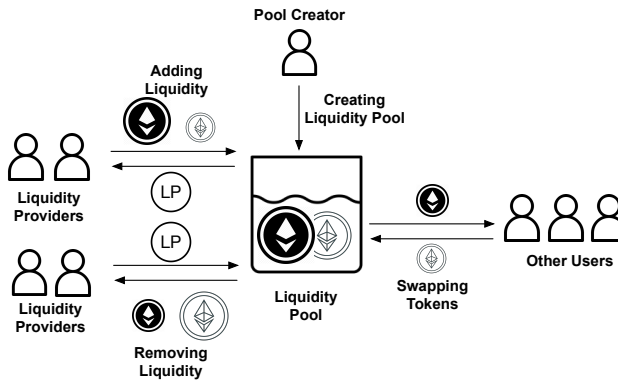 Pool Creator
Adding
Liquidity
Creating
Liquidity Pool
LP
Liquidity
Providers
LP
Other Users
Liquidity
Providers
Liquidity
Pool
Swapping
Tokens
Removing
Liquidity